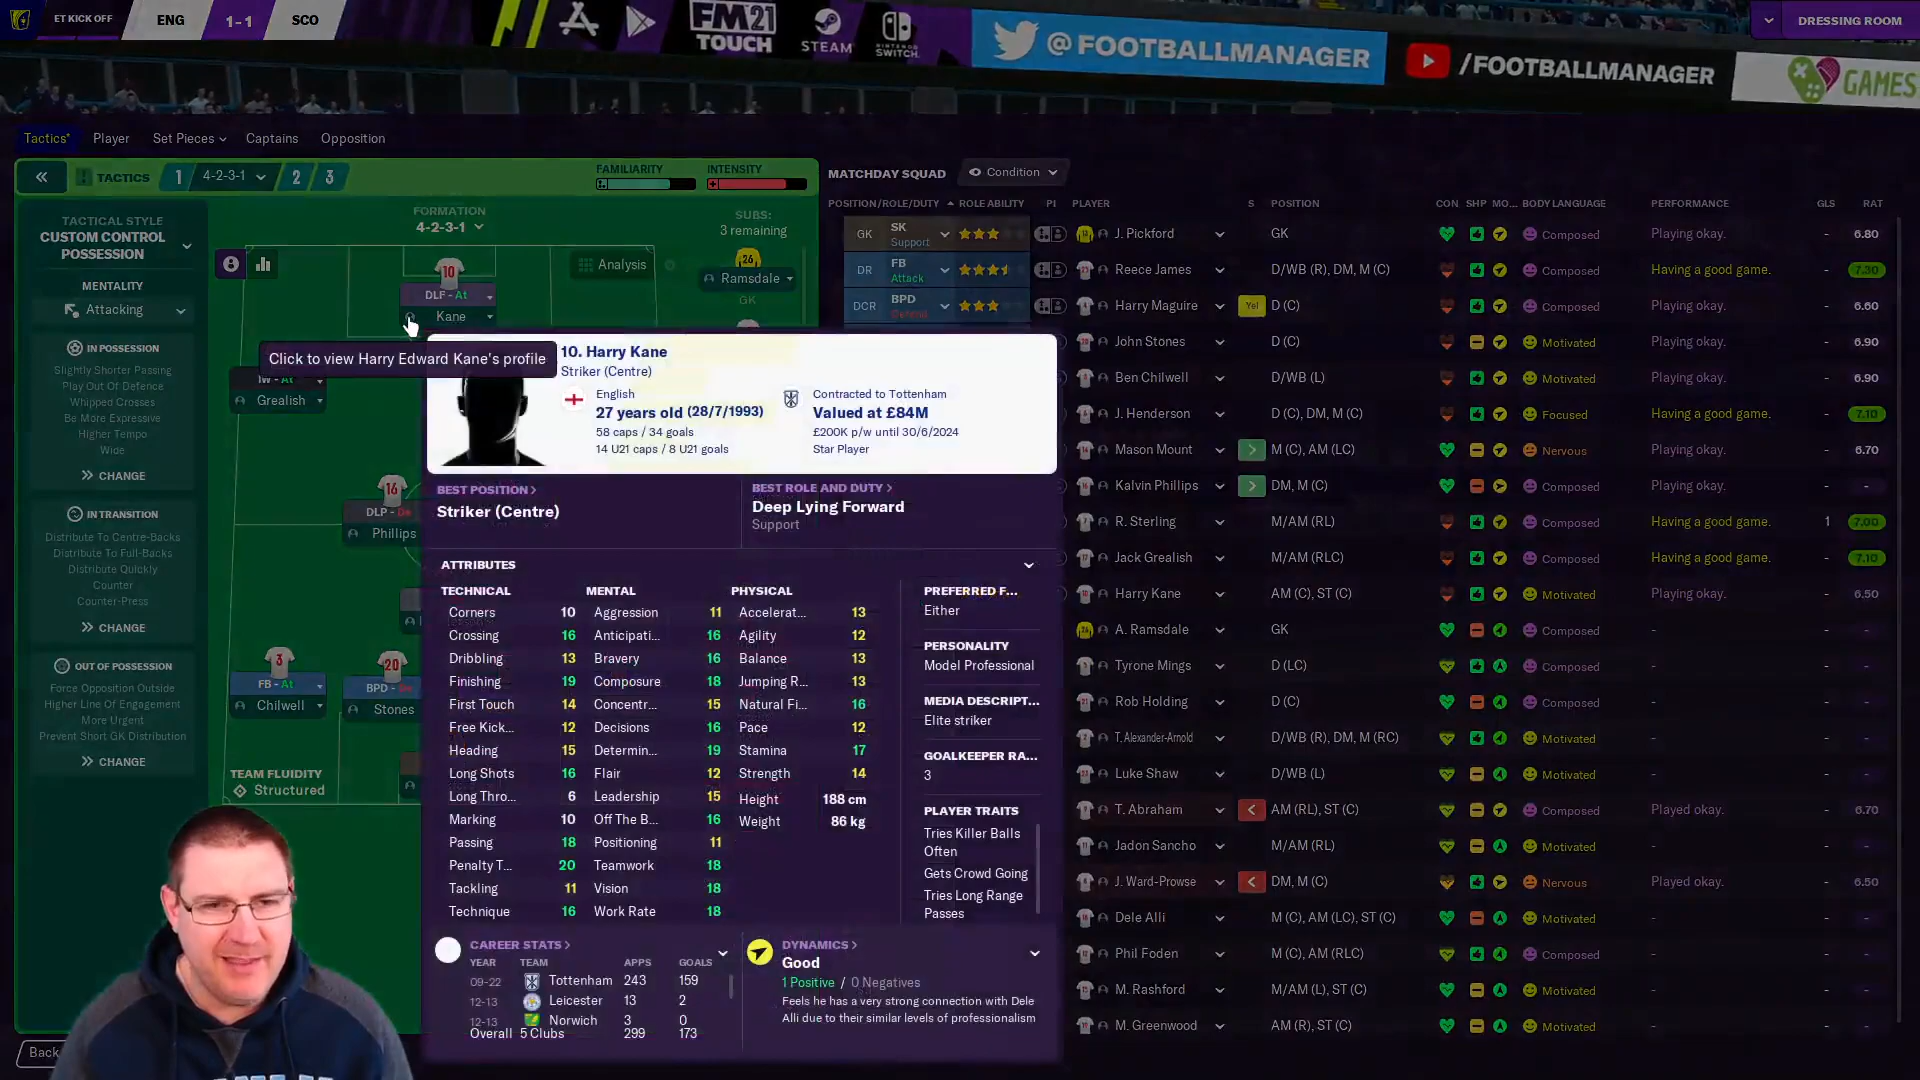 ET KICK OFF
ENG 1-1 SCO
FM21
TOUCH
STEAM
NINTENDO
SWITCH
@FOOTBALLMANAGER
/FOOTBALLMANAGER
GAMES
DRESSING ROOM
Tactics* Player Set Pieces Captains Opposition
TACTICS 1 4-2-3-1 2 3
FAMILIARITY
INTENSITY
TACTICAL STYLE
CUSTOM CONTROL
POSSESSION
MENTALITY
Attacking
IN POSSESSION
Slightly Shorter Passing
Play Out Of Defence
Whipped Crosses
Be More Expressive
Higher Tempo
Wide
CHANGE
IN TRANSITION
Distribute To Centre-Backs
Distribute To Full-Backs
Distribute Quickly
Counter
Counter-Press
CHANGE
OUT OF POSSESSION
Force Opposition Outside
Higher Line Of Engagement
More Urgent
Prevent Short GK Distribution
CHANGE
FORMATION
4-2-3-1
SUBS:
3 remaining
Analysis
26
Ramsdale
GK
10
DLF - At
Kane
Click to view Harry Edward Kane's profile
IW - At
Grealish
16
DLP - De
Phillips
3
FB - At
Chilwell
20
BPD - De
Stones
TEAM FLUIDITY
Structured
Back
10. Harry Kane
Striker (Centre)
English
27 years old (28/7/1993)
58 caps / 34 goals
14 U21 caps / 8 U21 goals
Contracted to Tottenham
Valued at £84M
£200K p/w until 30/6/2024
Star Player
BEST POSITION
Striker (Centre)
BEST ROLE AND DUTY
Deep Lying Forward
Support
ATTRIBUTES
TECHNICAL MENTAL PHYSICAL
Corners 10 Aggression 11 Accelerat... 13
Crossing 16 Anticipati... 16 Agility 12
Dribbling 13 Bravery 16 Balance 13
Finishing 19 Composure 18 Jumping R... 13
First Touch 14 Concentr... 15 Natural Fi... 16
Free Kick... 12 Decisions 16 Pace 12
Heading 15 Determin... 19 Stamina 17
Long Shots 16 Flair 12 Strength 14
Long Thro... 6 Leadership 15 Height 188 cm
Marking 10 Off The B... 16 Weight 86 kg
Passing 18 Positioning 11
Penalty T... 20 Teamwork 18
Tackling 11 Vision 18
Technique 16 Work Rate 18
PREFERRED F...
Either
PERSONALITY
Model Professional
MEDIA DESCRIPT...
Elite striker
GOALKEEPER RA...
3
PLAYER TRAITS
Tries Killer Balls
Often
Gets Crowd Going
Tries Long Range
Passes
CAREER STATS
YEAR TEAM APPS GOALS
09-22 Tottenham 243 159
12-13 Leicester 13 2
12-13 Norwich 3 0
Overall 5 Clubs 299 173
DYNAMICS
Good
1 Positive / 0 Negatives
Feels he has a very strong connection with Dele
Alli due to their similar levels of professionalism
MATCHDAY SQUAD Condition
POSITION/ROLE/DUTY ROLE ABILITY PI PLAYER S POSITION CON SHP MO... BODY LANGUAGE PERFORMANCE GLS RAT
GK SK Support J. Pickford GK Composed Playing okay. - 6.80
DR FB Attack Reece James D/WB (R), DM, M (C) Composed Having a good game. - 7.30
DCR BPD Defend Harry Maguire Yel D (C) Composed Playing okay. - 6.60
John Stones D (C) Motivated Playing okay. - 6.90
Ben Chilwell D/WB (L) Motivated Playing okay. - 6.90
J. Henderson D (C), DM, M (C) Focused Having a good game. - 7.10
Mason Mount M (C), AM (LC) Nervous Playing okay. - 6.70
Kalvin Phillips DM, M (C) Composed Playing okay. - -
R. Sterling M/AM (RL) Composed Having a good game. 1 7.00
Jack Grealish M/AM (RLC) Composed Having a good game. - 7.10
Harry Kane AM (C), ST (C) Motivated Playing okay. - 6.50
A. Ramsdale GK Composed - - -
Tyrone Mings D (LC) Composed - - -
Rob Holding D (C) Composed - - -
T. Alexander-Arnold D/WB (R), DM, M (RC) Motivated - - -
Luke Shaw D/WB (L) Motivated - - -
T. Abraham AM (RL), ST (C) Composed Played okay. - 6.70
Jadon Sancho M/AM (RL) Motivated - - -
J. Ward-Prowse DM, M (C) Nervous Played okay. - 6.50
Dele Alli M (C), AM (LC), ST (C) Motivated - - -
Phil Foden M (C), AM (RLC) Composed - - -
M. Rashford M/AM (L), ST (C) Motivated - - -
M. Greenwood AM (R), ST (C) Motivated - - -